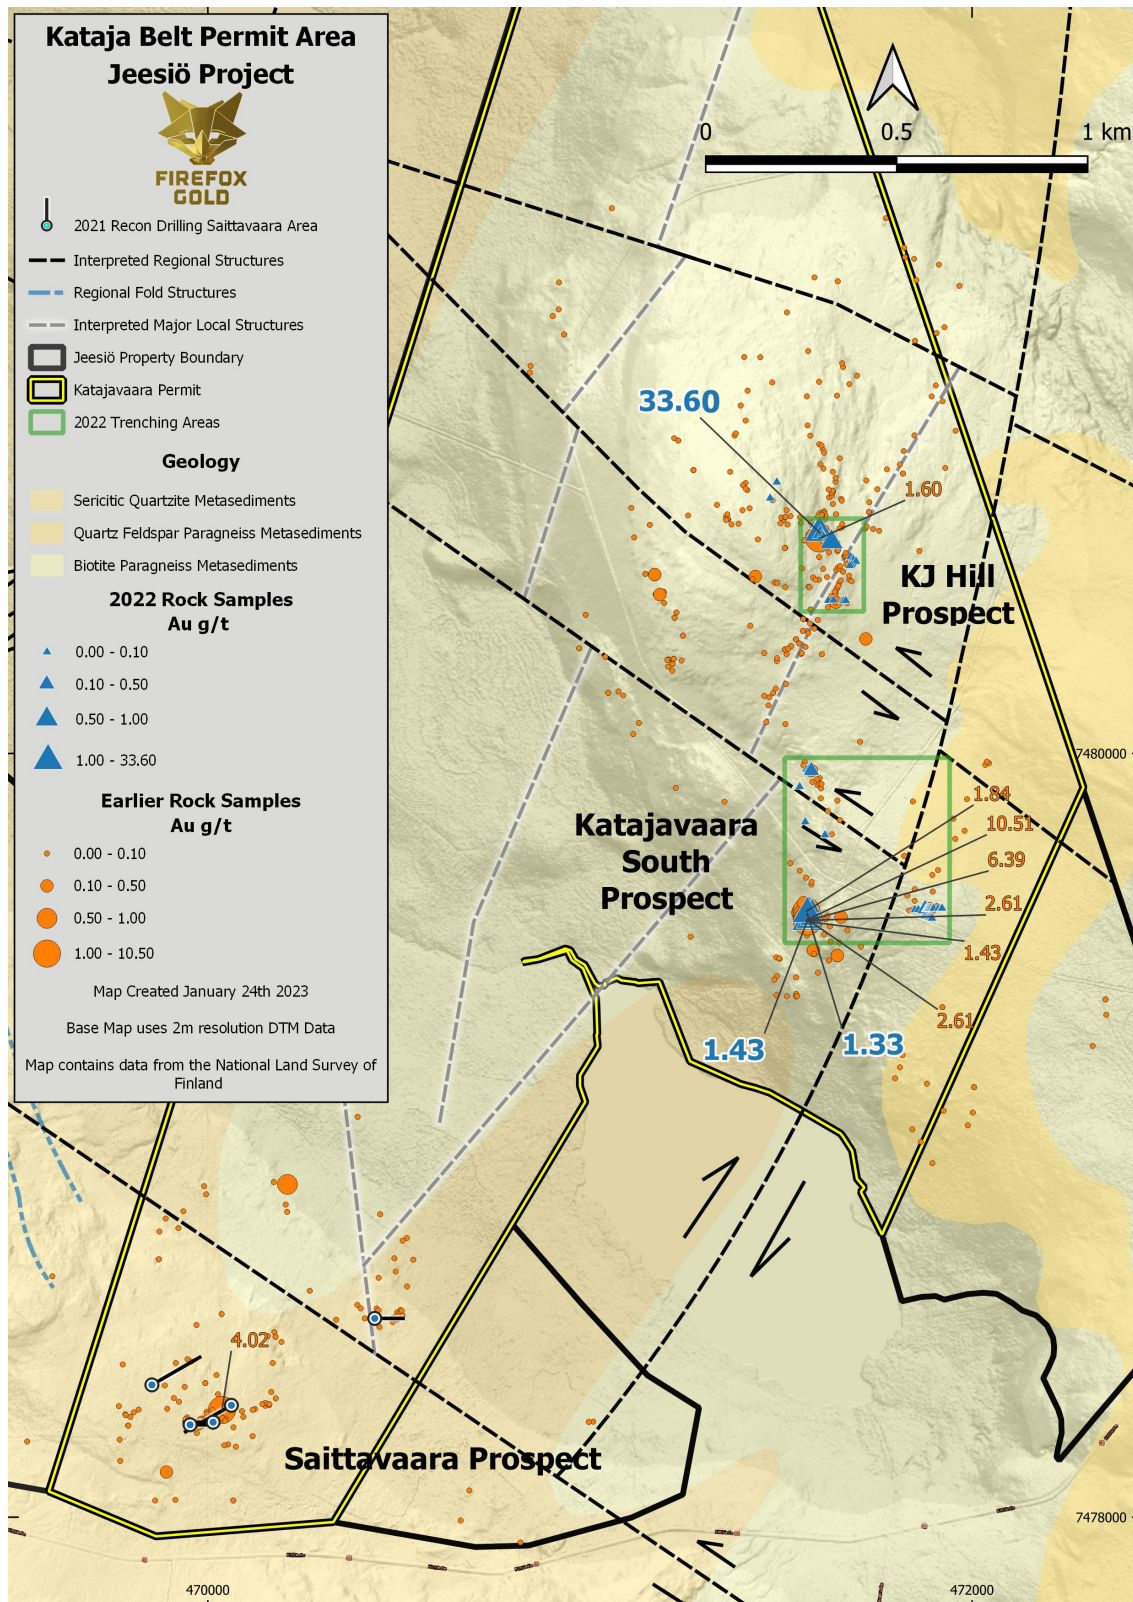 Kataja Belt Permit Area
Jeesiö Project
FIREFOX
GOLD
2021 Recon Drilling Saittavaara Area
Interpreted Regional Structures
Regional Fold Structures
Interpreted Major Local Structures
Jeesiö Property Boundary
Katajavaara Permit
2022 Trenching Areas
Geology
Sericitic Quartzite Metasediments
Quartz Feldspar Paragneiss Metasediments
Biotite Paragneiss Metasediments
2022 Rock Samples
Au g/t
0.00 - 0.10
0.10 - 0.50
0.50 - 1.00
1.00 - 33.60
Earlier Rock Samples
Au g/t
0.00 - 0.10
0.10 - 0.50
0.50 - 1.00
1.00 - 10.50
Map Created January 24th 2023
Base Map uses 2m resolution DTM Data
Map contains data from the National Land Survey of
Finland
0 0.5 1 km
33.60
1.60
KJ Hill
Prospect
7480000
1.84
10.51
6.39
2.61
1.43
2.61
Katajavaara
South
Prospect
1.43
1.33
4.02
Saittavaara Prospect
7478000
470000
472000